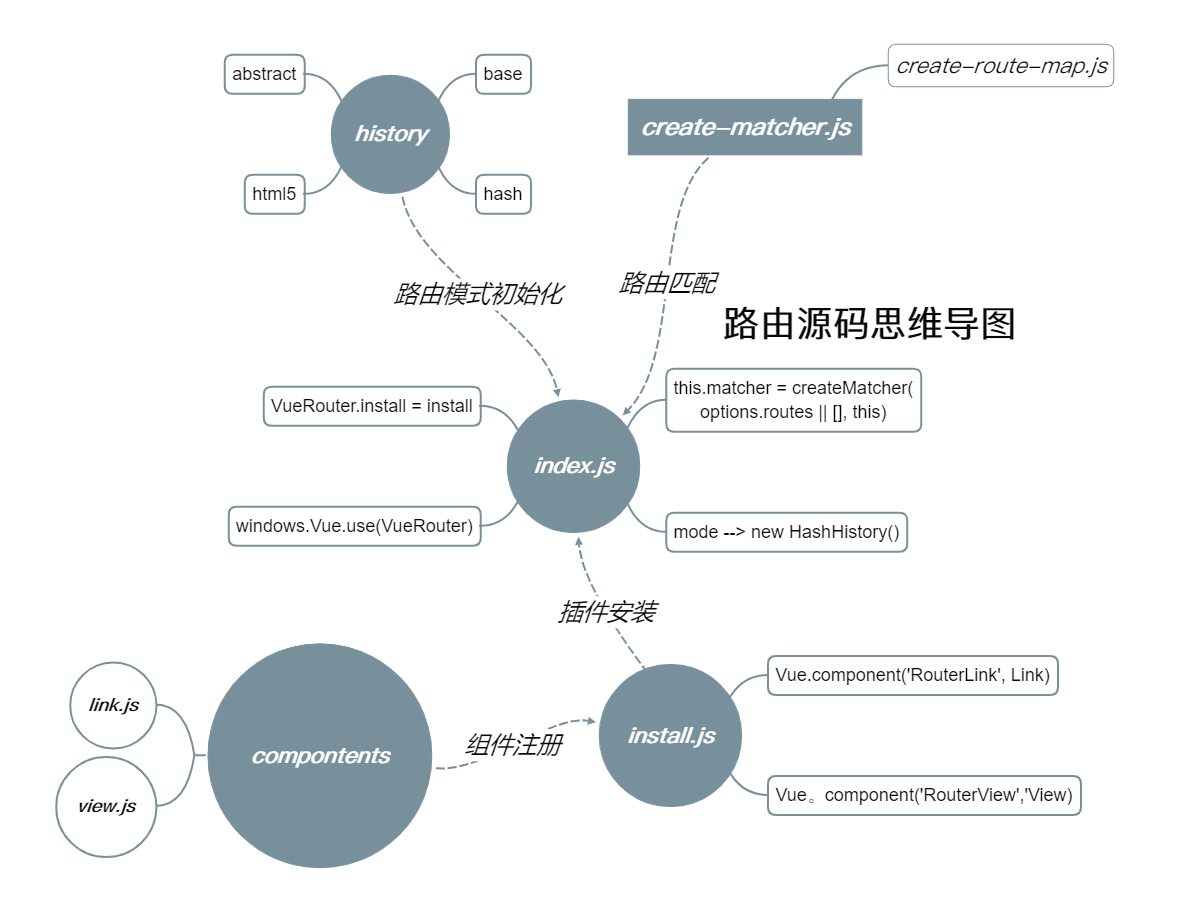 create-route-map.js
abstract
base
history
create-matcher.js
html5
hash
路由模式初始化
路由匹配
路由源码思维导图
VueRouter.install = install
this.matcher = createMatcher(
options.routes || [], this)
index.js
windows.Vue.use(VueRouter)
mode --> new HashHistory()
插件安装
link.js
view.js
compontents
组件注册
install.js
Vue.component('RouterLink', Link)
Vue。component('RouterView','View)